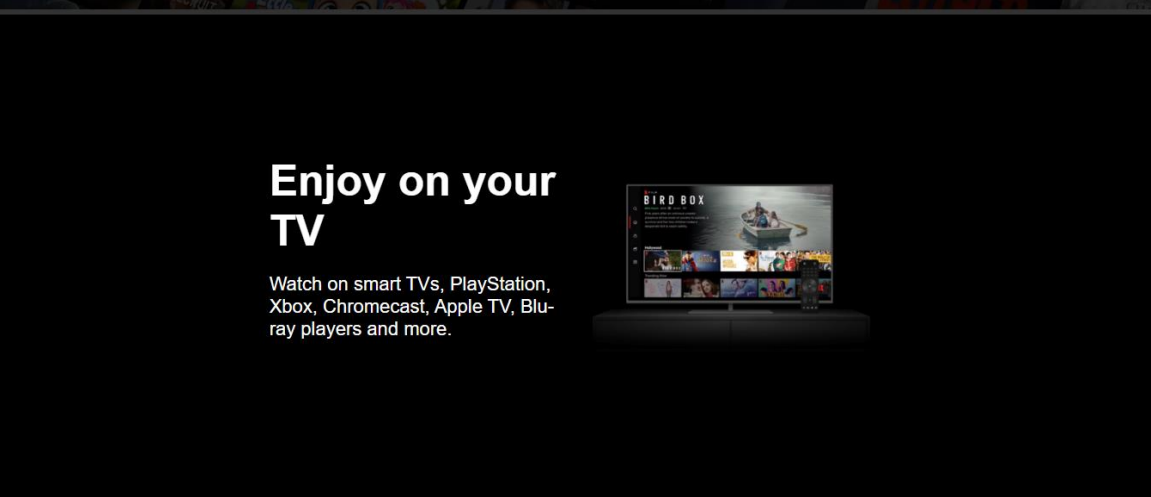 Enjoy on your
TV
Watch on smart TVs, PlayStation,
Xbox, Chromecast, Apple TV, Blu-
ray players and more.
BIRD BOX